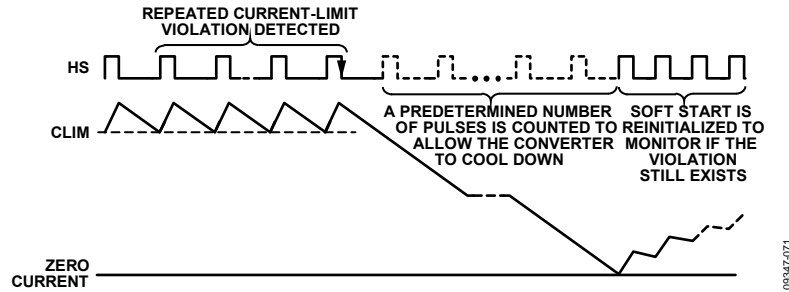 REPEATED CURRENT-LIMIT
VIOLATION DETECTED
HS
CLIM
A PREDETERMINED NUMBER
OF PULSES IS COUNTED TO
ALLOW THE CONVERTER
TO COOL DOWN
SOFT START IS
REINITIALIZED TO
MONITOR IF THE
VIOLATION
STILL EXISTS
ZERO
CURRENT
09347-071